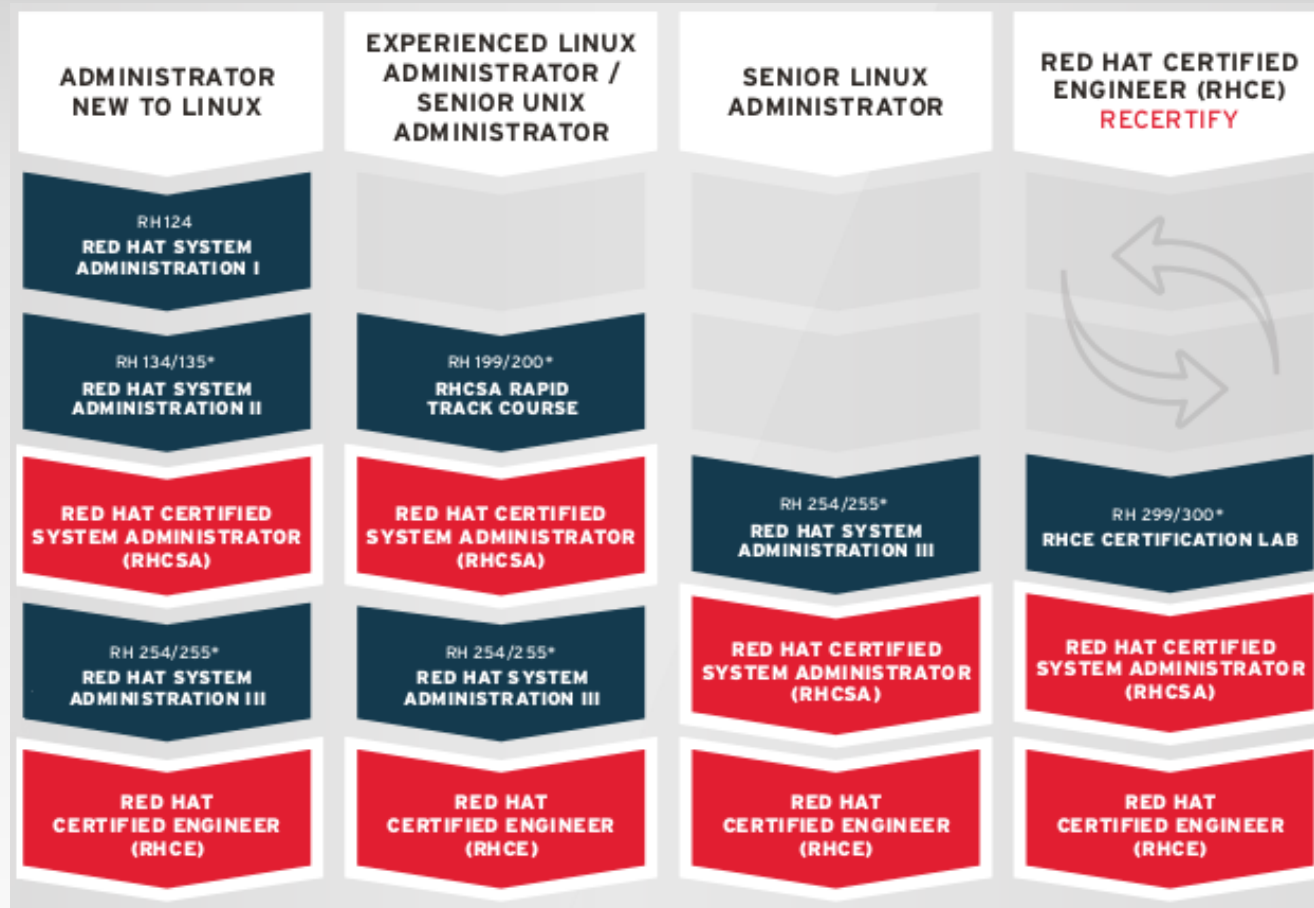 ADMINISTRATOR
NEW TO LINUX
RH124
RED HAT SYSTEM
ADMINISTRATION I
RH 134/135*
RED HAT SYSTEM
ADMINISTRATION II
RED HAT CERTIFIED
SYSTEM ADMINISTRATOR
(RHCSA)
RH 254/255*
RED HAT SYSTEM
ADMINISTRATION III
RED HAT
CERTIFIED ENGINEER
(RHCE)
EXPERIENCED LINUX
ADMINISTRATOR /
SENIOR UNIX
ADMINISTRATOR
RH 199/200*
RHCSA RAPID
TRACK COURSE
RED HAT CERTIFIED
SYSTEM ADMINISTRATOR
(RHCSA)
RH 254/255*
RED HAT SYSTEM
ADMINISTRATION III
RED HAT
CERTIFIED ENGINEER
(RHCE)
SENIOR LINUX
ADMINISTRATOR
RH 254/255*
RED HAT SYSTEM
ADMINISTRATION III
RED HAT CERTIFIED
SYSTEM ADMINISTRATOR
(RHCSA)
RED HAT
CERTIFIED ENGINEER
(RHCE)
RED HAT CERTIFIED
ENGINEER (RHCE)
RECERTIFY
RH 299/300*
RHCE CERTIFICATION LAB
RED HAT CERTIFIED
SYSTEM ADMINISTRATOR
(RHCSA)
RED HAT
CERTIFIED ENGINEER
(RHCE)